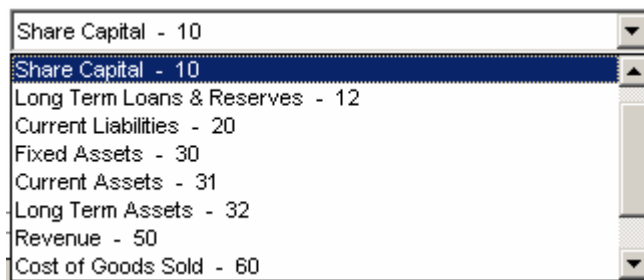 Share Capital - 10
Share Capital - 10
Long Term Loans & Reserves - 12
Current Liabilities - 20
Fixed Assets - 30
Current Assets - 31
Long Term Assets - 32
Revenue - 50
Cost of Goods Sold - 60